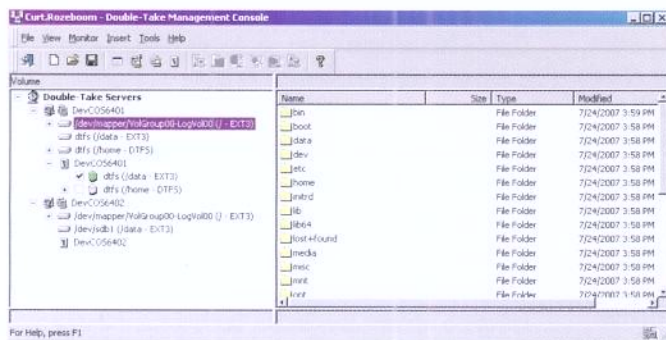 Curt.Rozeboom - Double-Take Management Console
File View Monitor Insert Tools Help
Volume
Double-Take Servers
DevCOS6401
/dev/mapper/VolGroup00-LogVol00 (/ - EXT3)
dtfs (/data - EXT3)
dtfs (/home - DTFS)
DevCOS6401
dtfs (/data - EXT3)
dtfs (/home - DTFS)
DevCOS6402
/dev/mapper/VolGroup00-LogVol00 (/ - EXT3)
/dev/sdb1 (/data - EXT3)
DevCOS6402
Name Size Type Modified
bin File Folder 7/24/2007 3:59 PM
boot File Folder 7/24/2007 3:58 PM
data File Folder 7/24/2007 3:58 PM
dev File Folder 7/24/2007 3:58 PM
etc File Folder 7/24/2007 3:58 PM
home File Folder 7/24/2007 3:58 PM
initrd File Folder 7/24/2007 3:58 PM
lib File Folder 7/24/2007 3:58 PM
lib64 File Folder 7/24/2007 3:58 PM
lost+found File Folder 7/24/2007 3:58 PM
media File Folder 7/24/2007 3:58 PM
misc File Folder 7/24/2007 3:58 PM
mnt File Folder 7/24/2007 3:58 PM
opt File Folder 7/24/2007 3:58 PM
For Help, press F1